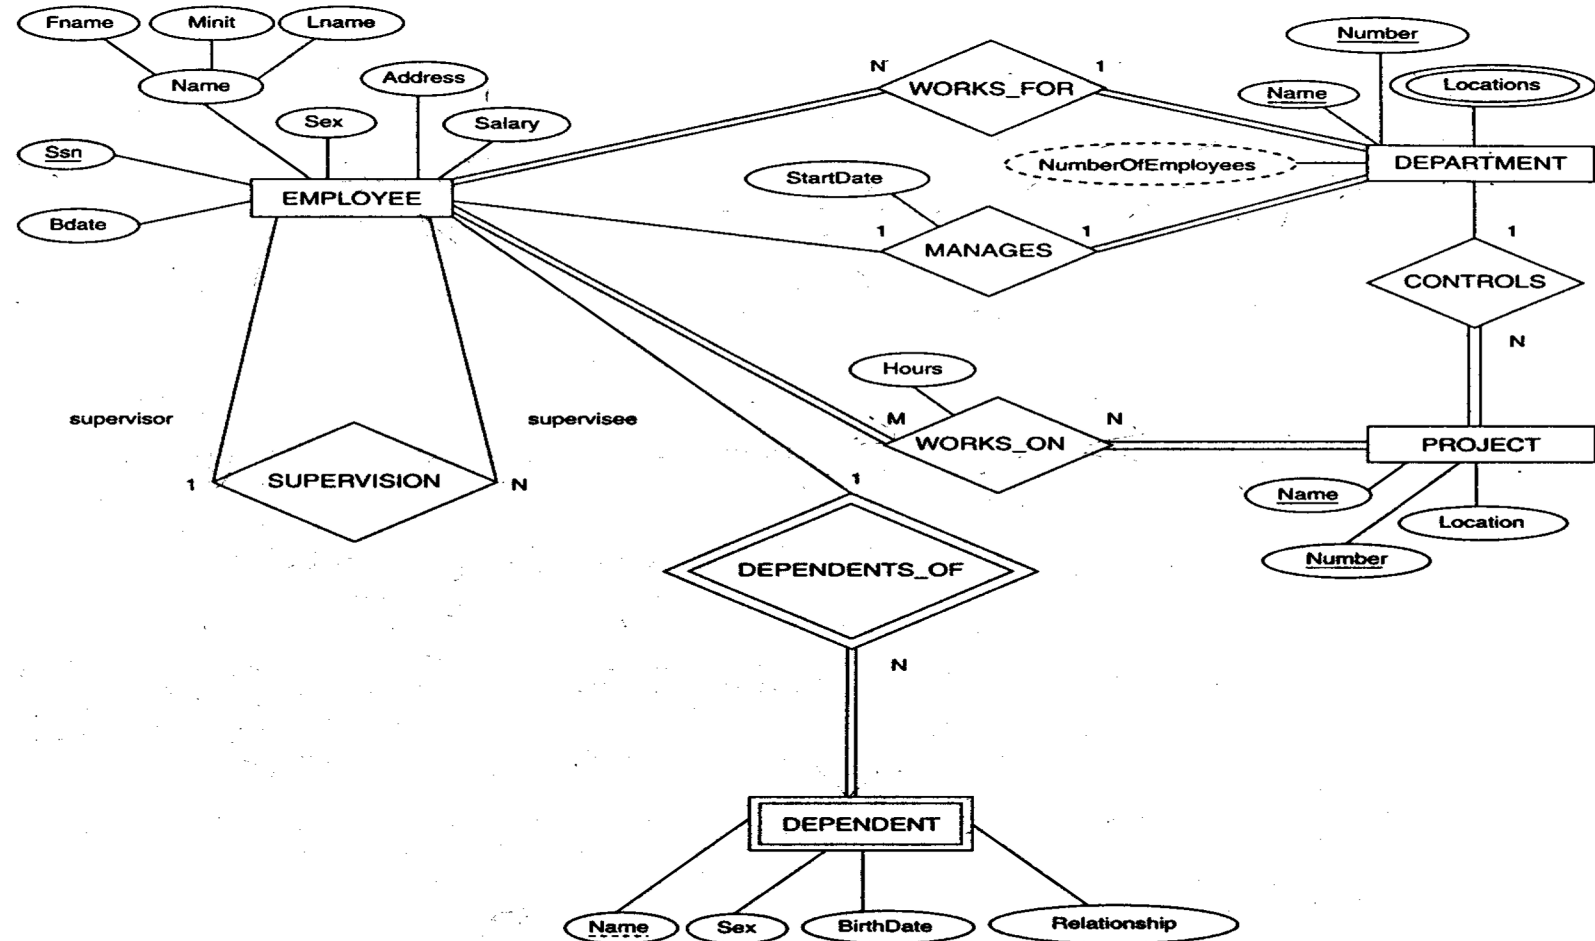 Fname
Minit
Lname
Name
Address
Sex
Salary
Ssn
Bdate
EMPLOYEE
N
WORKS_FOR
1
Number
Name
Locations
NumberOfEmployees
DEPARTMENT
StartDate
1
MANAGES
1
1
CONTROLS
N
supervisor
supervisee
1
SUPERVISION
N
Hours
M
WORKS_ON
N
PROJECT
Name
Location
Number
1
DEPENDENTS_OF
N
DEPENDENT
Name
Sex
BirthDate
Relationship